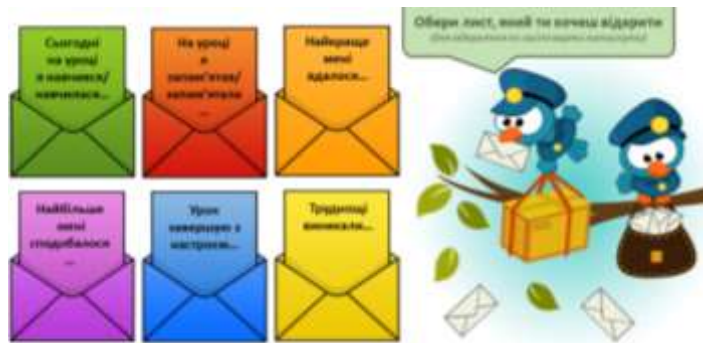 Сьогодні
на уроці
я навчився/
навчилася...
На уроці
я
запам'ятав/
запам'ятала
...
Найкраще
мені
вдалося...
Обери лист, який ти хочеш відкрити
Найбільше
мені
сподобалося
...
Урок
завершую з
настроєм...
Труднощі
виникали...